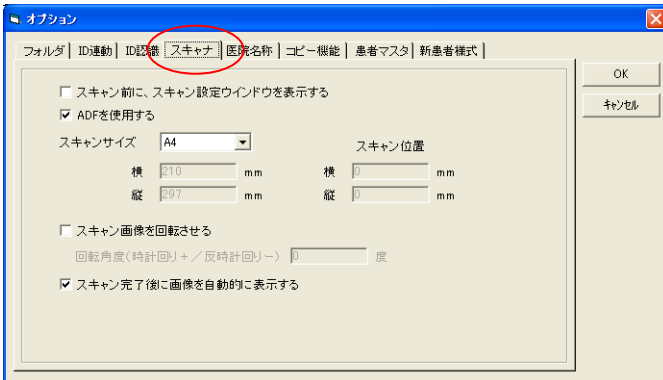 オプション
フォルダ ID連動 ID認識 スキャナ 医院名称 コピー機能 患者マスタ 新患者様式
OK
キャンセル
スキャン前に、スキャン設定ウインドウを表示する
ADFを使用する
スキャンサイズ A4 スキャン位置
横 210 mm 横 0 mm
縦 297 mm 縦 0 mm
スキャン画像を回転させる
回転角度(時計回り+/反時計回りー) 0 度
スキャン完了後に画像を自動的に表示する